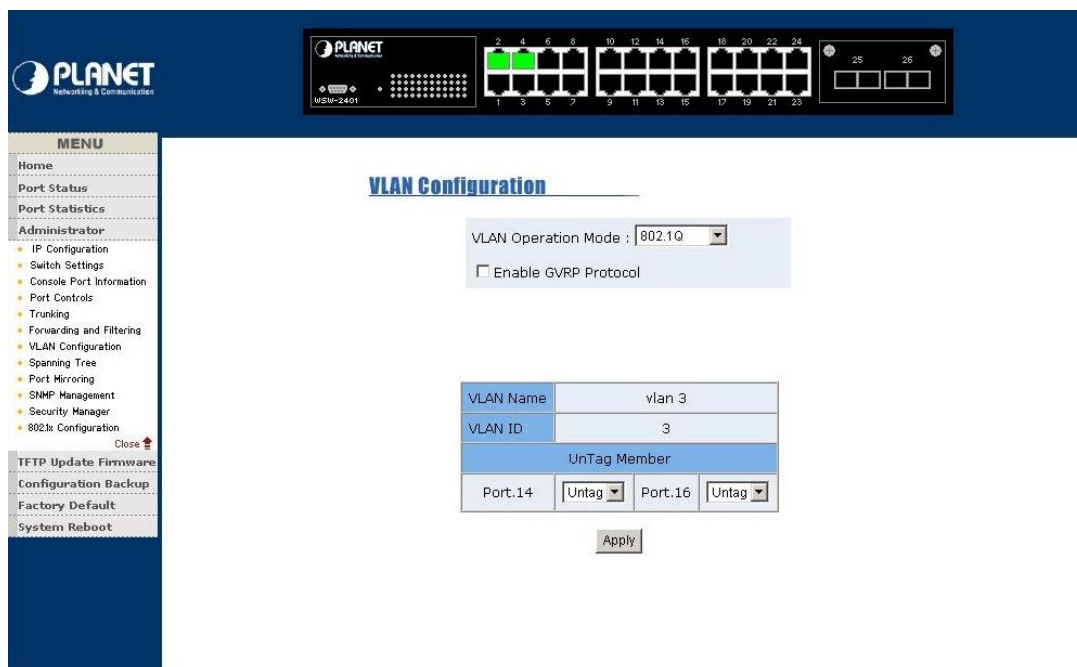 PLANET
Networking & Communication
PLANET
Networking & Communication
WSW-2401
2 4 6 8 10 12 14 16 18 20 22 24
1 3 5 7 9 11 13 15 17 19 21 23
25 26
MENU
Home
Port Status
Port Statistics
Administrator
IP Configuration
Switch Settings
Console Port Information
Port Controls
Trunking
Forwarding and Filtering
VLAN Configuration
Spanning Tree
Port Mirroring
SNMP Management
Security Manager
802.1x Configuration
Close
TFTP Update Firmware
Configuration Backup
Factory Default
System Reboot
VLAN Configuration
VLAN Operation Mode : 802.1Q
Enable GVRP Protocol
VLAN Name vlan 3
VLAN ID 3
UnTag Member
Port.14 Untag Port.16 Untag
Apply